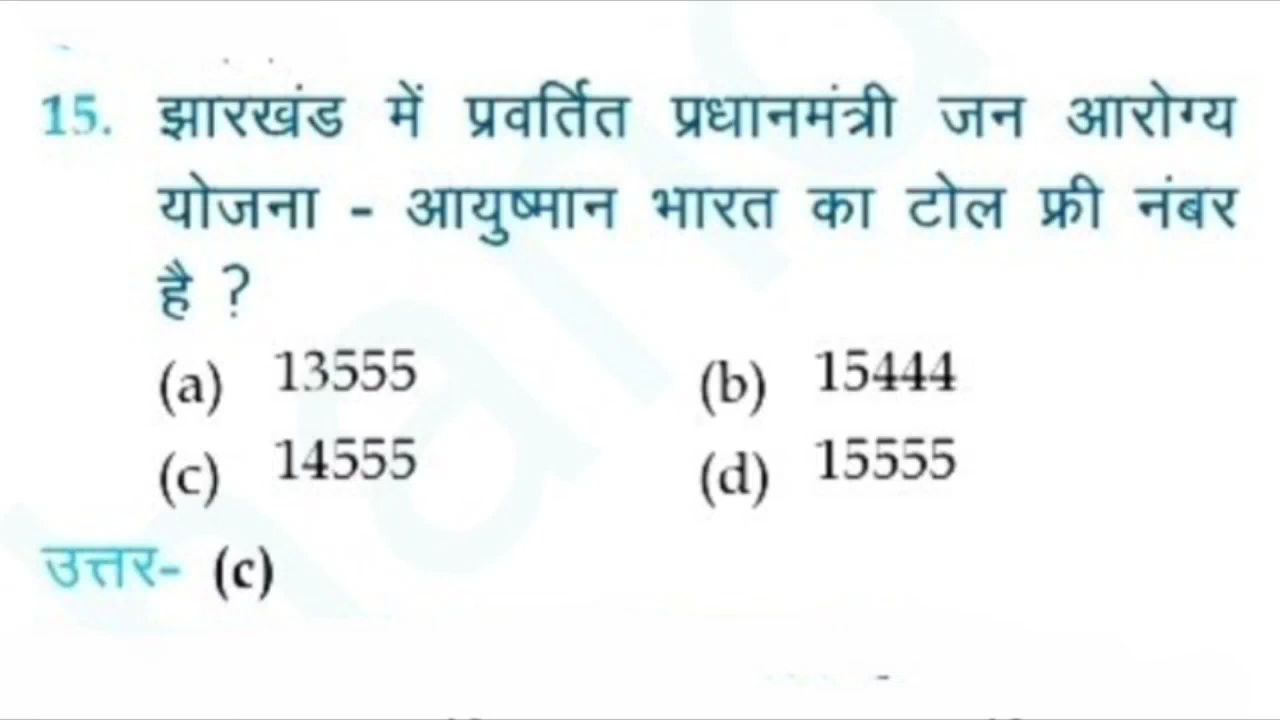 15. झारखंड में प्रवर्तित प्रधानमंत्री जन आरोग्य
योजना - आयुष्मान भारत का टोल फ्री नंबर
है ?
(a) 13555 (b) 15444
(c) 14555 (d) 15555
उत्तर- (c)